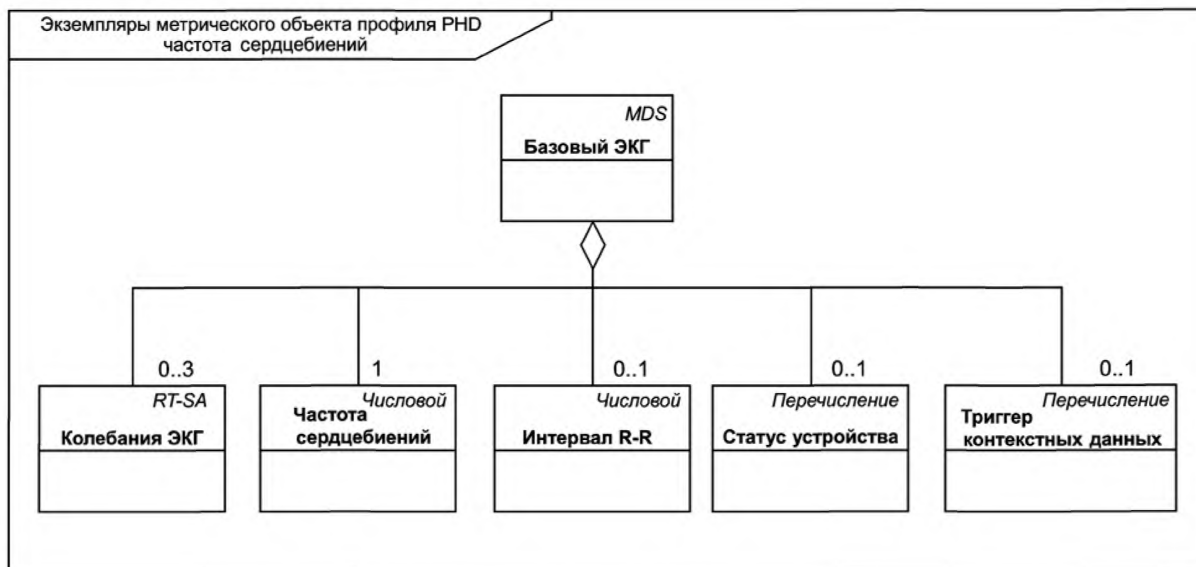 Экземпляры метрического объекта профиля PHD
частота сердцебиений
MDS
Базовый ЭКГ
0..3
1
0..1
0..1
0..1
RT-SA
Колебания ЭКГ
Числовой
Частота
сердцебиений
Числовой
Интервал R-R
Перечисление
Статус устройства
Перечисление
Триггер
контекстных данных